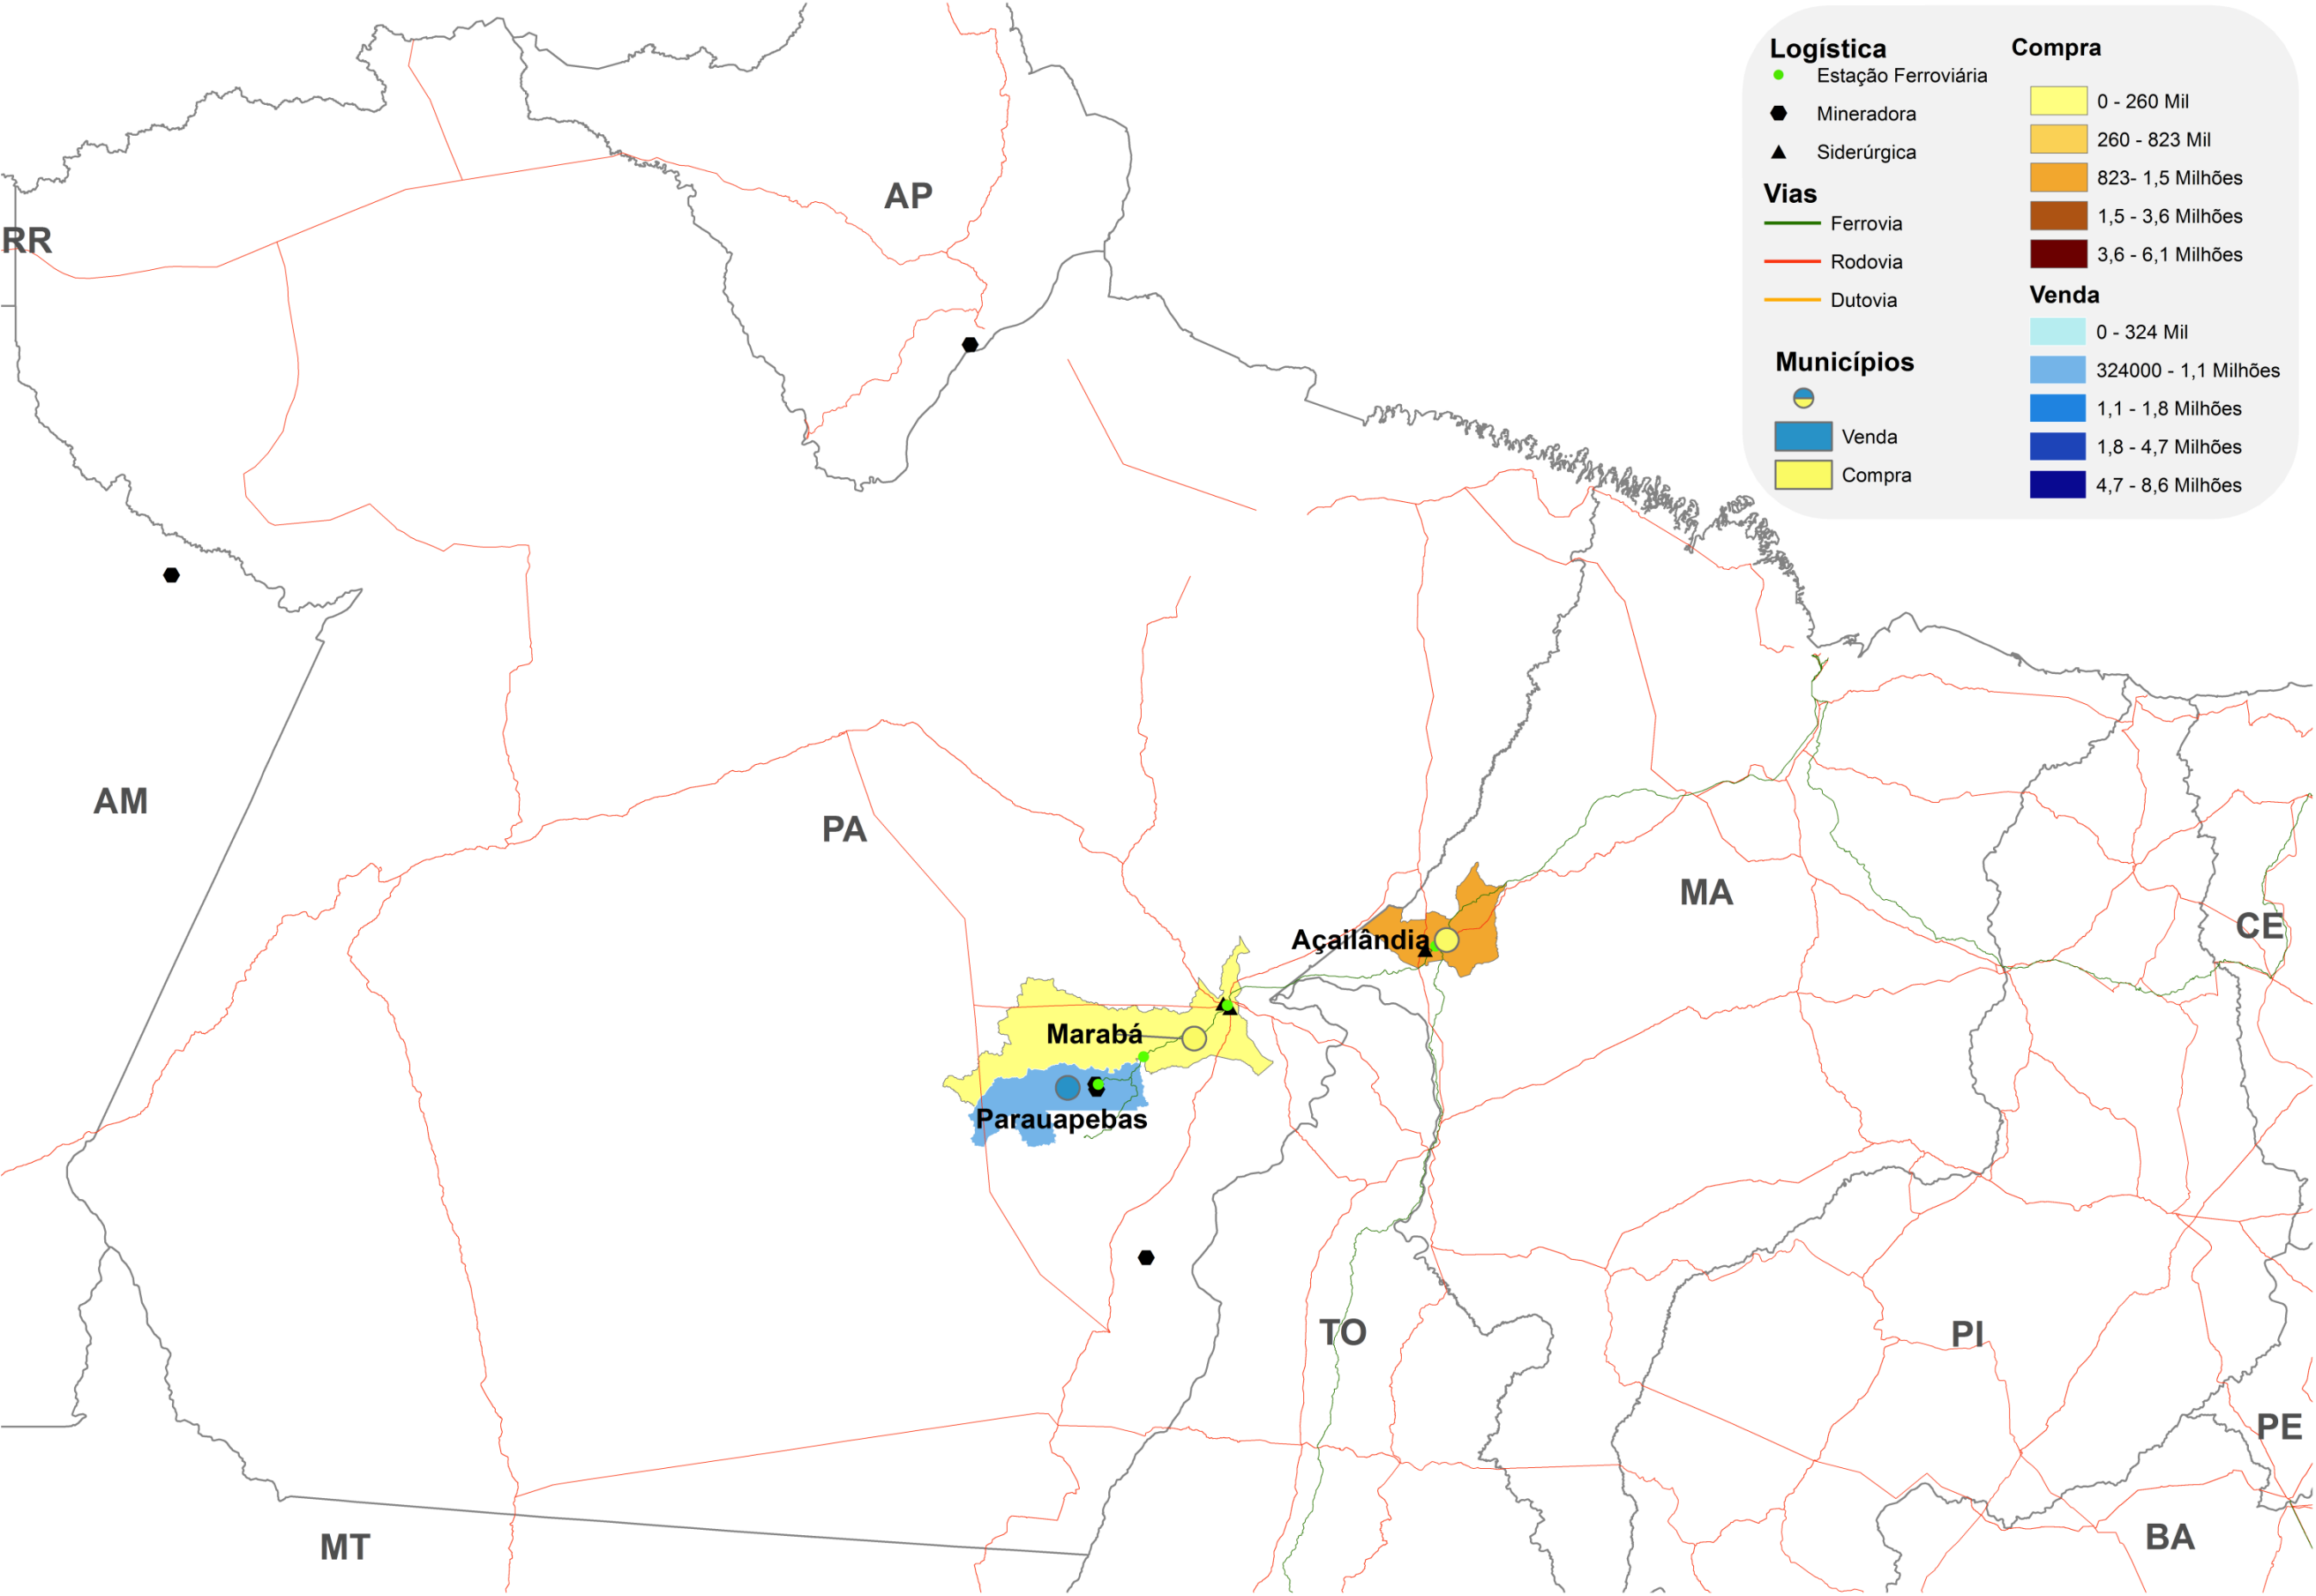 Logística
Estação Ferroviária
Mineradora
Siderúrgica
Vias
Ferrovia
Rodovia
Dutovia
Municípios
Venda
Compra
Compra
0 - 260 Mil
260 - 823 Mil
823- 1,5 Milhões
1,5 - 3,6 Milhões
3,6 - 6,1 Milhões
Venda
0 - 324 Mil
324000 - 1,1 Milhões
1,1 - 1,8 Milhões
1,8 - 4,7 Milhões
4,7 - 8,6 Milhões
AP
RR
AM
PA
MA
CE
Açailândia
Marabá
Parauapebas
TO
PI
PE
MT
BA